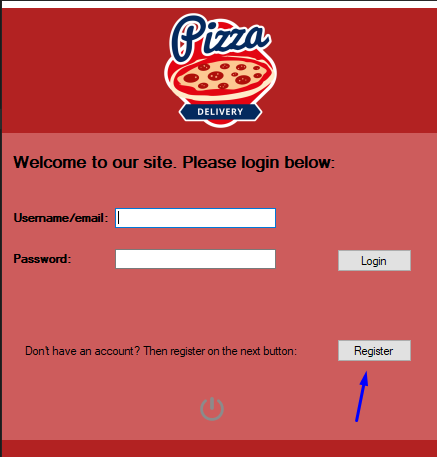 Pizza
DELIVERY
Welcome to our site. Please login below:
Username/email:
Password:
Login
Don't have an account? Then register on the next button:
Register